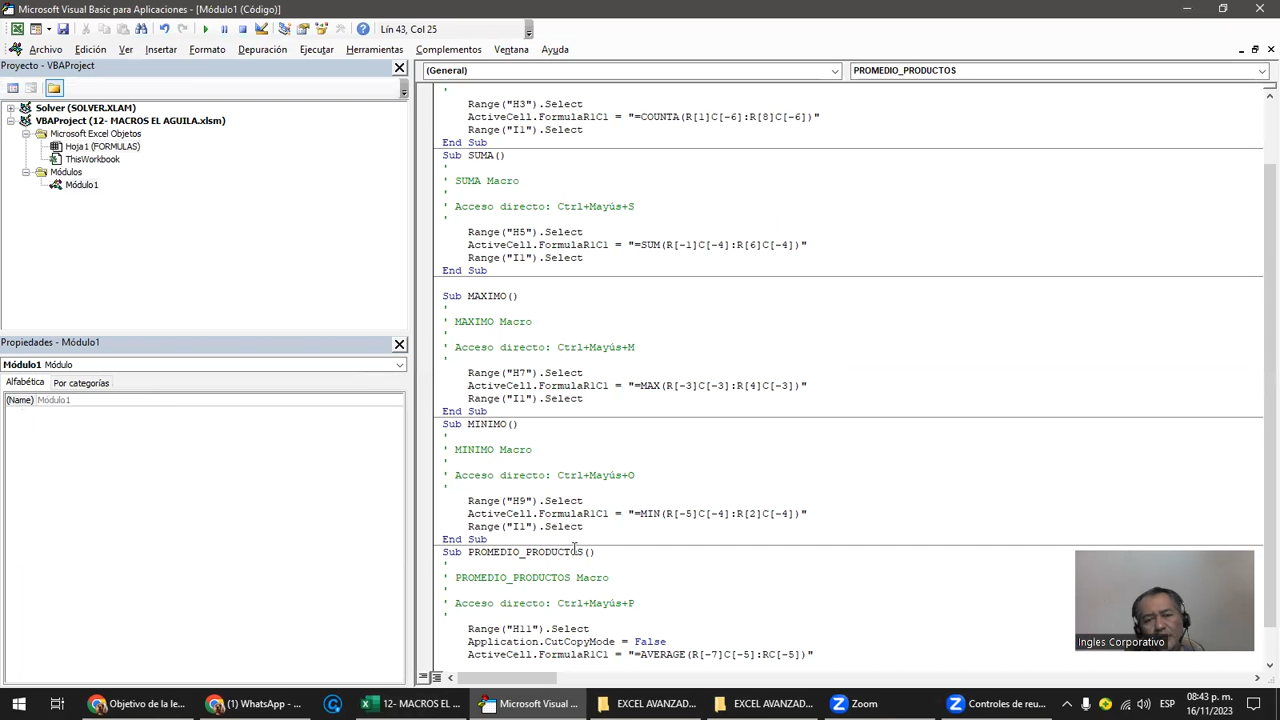 Microsoft Visual Basic para Aplicaciones - [Módulo1 (Código)]
Lín 43, Col 25
Archivo Edición Ver Insertar Formato Depuración Ejecutar Herramientas Complementos Ventana Ayuda
Proyecto - VBAProject
(General)
PROMEDIO_PRODUCTOS
Solver (SOLVER.XLAM)
VBAProject (12- MACROS EL AGUILA.xlsm)
Microsoft Excel Objetos
Hoja1 (FORMULAS)
ThisWorkbook
Módulos
Módulo1
Propiedades - Módulo1
Módulo1 Módulo
Alfabética Por categorías
(Name) Módulo1
'
Range("H3").Select
ActiveCell.FormulaR1C1 = "=COUNTA(R[1]C[-6]:R[8]C[-6])"
Range("I1").Select
End Sub
Sub SUMA()
'
' SUMA Macro
'
' Acceso directo: Ctrl+Mayús+S
'
Range("H5").Select
ActiveCell.FormulaR1C1 = "=SUM(R[-1]C[-4]:R[6]C[-4])"
Range("I1").Select
End Sub
Sub MAXIMO()
'
' MAXIMO Macro
'
' Acceso directo: Ctrl+Mayús+M
'
Range("H7").Select
ActiveCell.FormulaR1C1 = "=MAX(R[-3]C[-3]:R[4]C[-3])"
Range("I1").Select
End Sub
Sub MINIMO()
'
' MINIMO Macro
'
' Acceso directo: Ctrl+Mayús+O
'
Range("H9").Select
ActiveCell.FormulaR1C1 = "=MIN(R[-5]C[-4]:R[2]C[-4])"
Range("I1").Select
End Sub
Sub PROMEDIO_PRODUCTOS()
'
' PROMEDIO_PRODUCTOS Macro
'
' Acceso directo: Ctrl+Mayús+P
'
Range("H11").Select
Application.CutCopyMode = False
ActiveCell.FormulaR1C1 = "=AVERAGE(R[-7]C[-5]:RC[-5])"
Ingles Corporativo
Objetivo de la le...
(1) WhatsApp - ...
12- MACROS EL ...
Microsoft Visual ...
EXCEL AVANZAD...
EXCEL AVANZAD...
Zoom
Controles de reu...
ESP
08:43 p. m.
16/11/2023